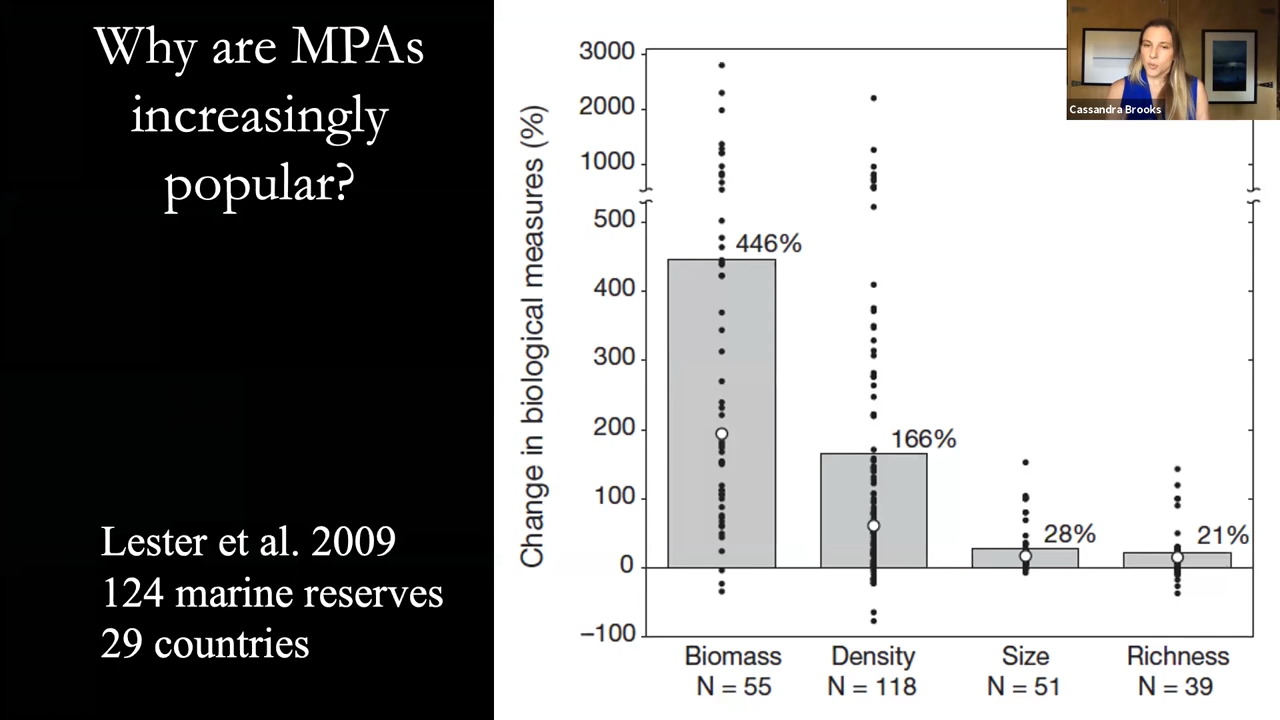 Why are MPAs
increasingly
popular?
Lester et al. 2009
124 marine reserves
29 countries
Change in biological measures (%)
3000
2000
1000
500
400
300
200
100
0
−100
446%
166%
28%
21%
Biomass
N = 55
Density
N = 118
Size
N = 51
Richness
N = 39
Cassandra Brooks